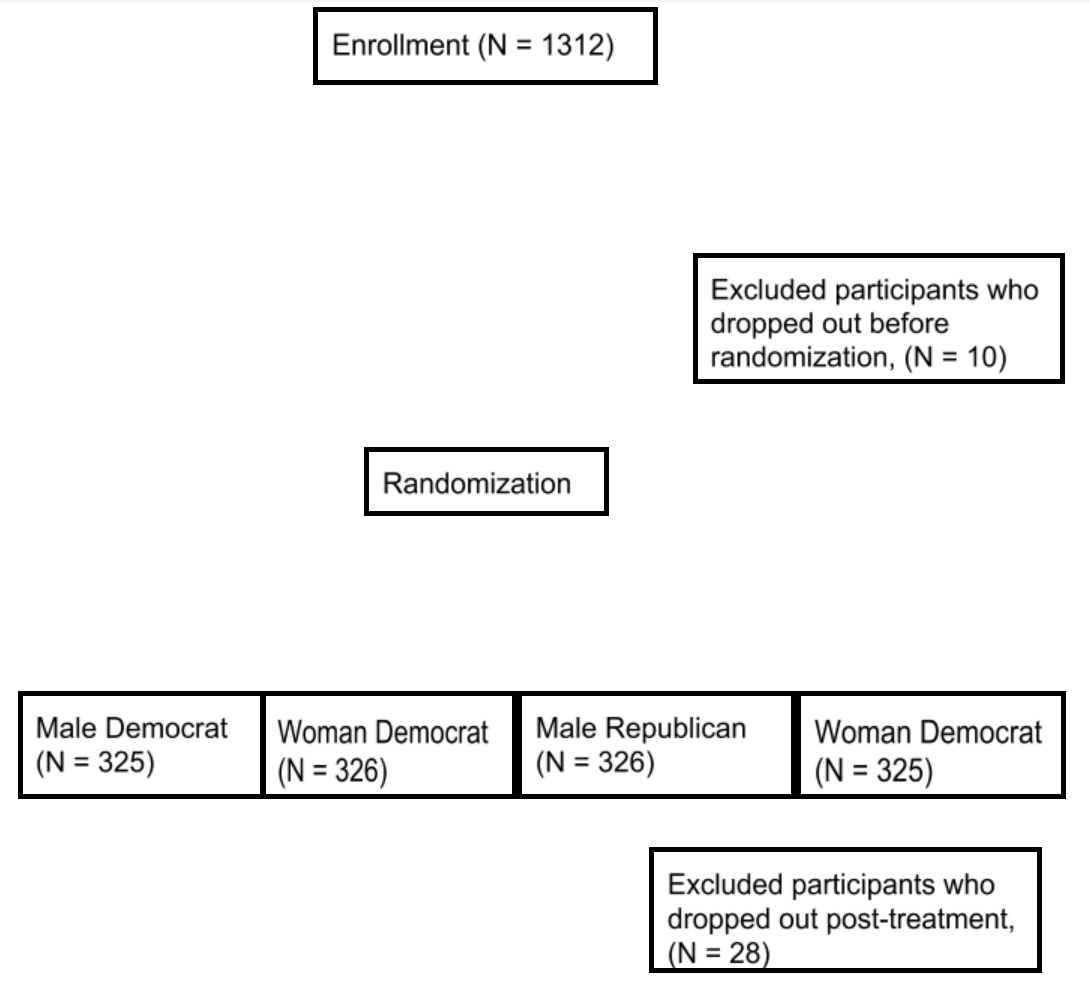 Enrollment (N = 1312)
Excluded participants who
dropped out before
randomization, (N = 10)
Randomization
Male Democrat
(N = 325)
Woman Democrat
(N = 326)
Male Republican
(N = 326)
Woman Democrat
(N = 325)
Excluded participants who
dropped out post-treatment,
(N = 28)